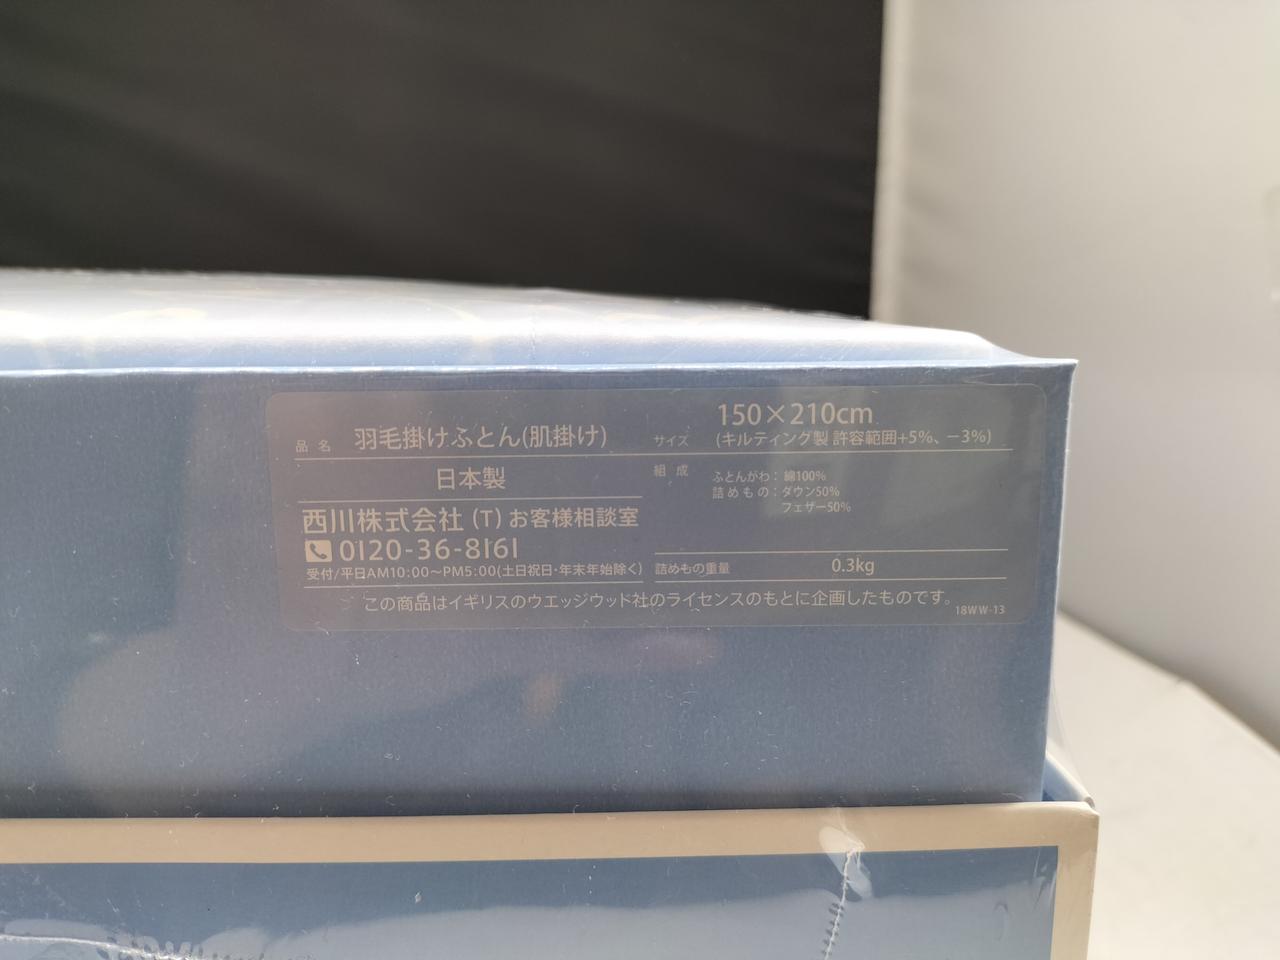 品名 羽毛掛けふとん(肌掛け)
日本製
西川株式会社 (T) お客様相談室
0120-36-8161
受付/平日AM10:00〜PM5:00(土日祝日・年末年始除く)
サイズ 150×210cm
(キルティング製 許容範囲+5%、−3%)
組成 ふとんがわ: 綿100%
詰めもの: ダウン50%
フェザー50%
詰めもの重量 0.3kg
この商品はイギリスのウエッジウッド社のライセンスのもとに企画したものです。
18WW-13